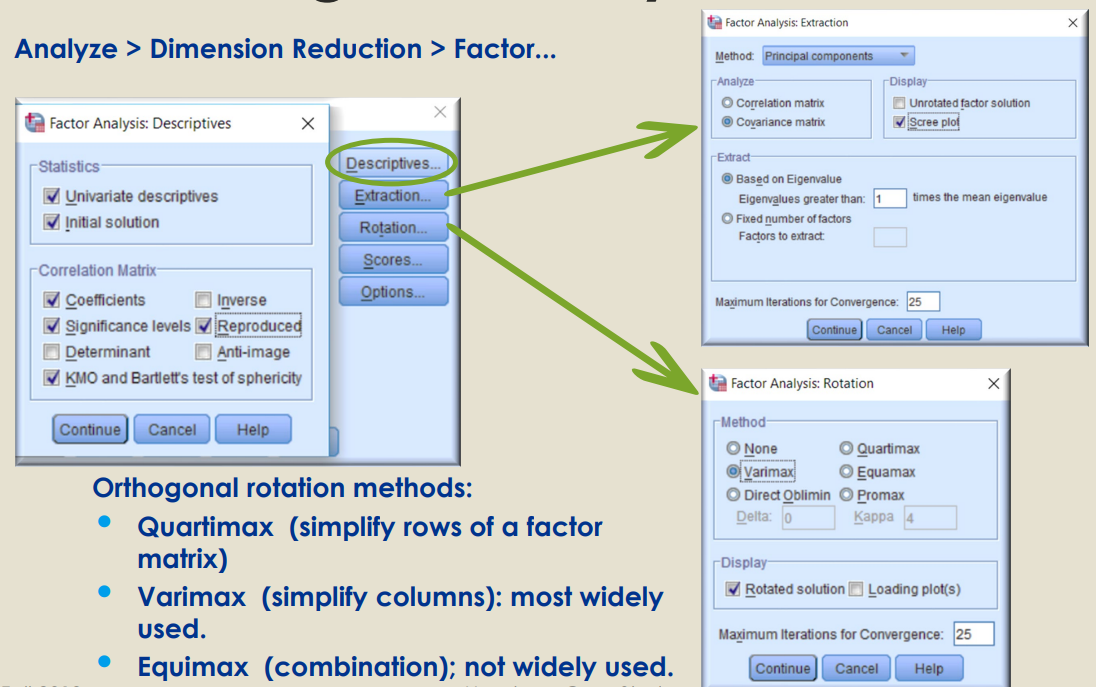 Analyze > Dimension Reduction > Factor...
Factor Analysis: Descriptives
Statistics
Univariate descriptives
Initial solution
Correlation Matrix
Coefficients
Inverse
Significance levels
Reproduced
Determinant
Anti-image
KMO and Bartlett's test of sphericity
Continue
Cancel
Help
Descriptives...
Extraction...
Rotation...
Scores...
Options...
Factor Analysis: Extraction
Method: Principal components
Analyze
Correlation matrix
Covariance matrix
Display
Unrotated factor solution
Scree plot
Extract
Based on Eigenvalue
Eigenvalues greater than: 1 times the mean eigenvalue
Fixed number of factors
Factors to extract:
Maximum Iterations for Convergence: 25
Continue
Cancel
Help
Factor Analysis: Rotation
Method
None
Quartimax
Varimax
Equamax
Direct Oblimin
Promax
Delta: 0
Kappa 4
Display
Rotated solution
Loading plot(s)
Maximum Iterations for Convergence: 25
Continue
Cancel
Help
Orthogonal rotation methods:
• Quartimax (simplify rows of a factor
matrix)
• Varimax (simplify columns): most widely
used.
• Equimax (combination); not widely used.